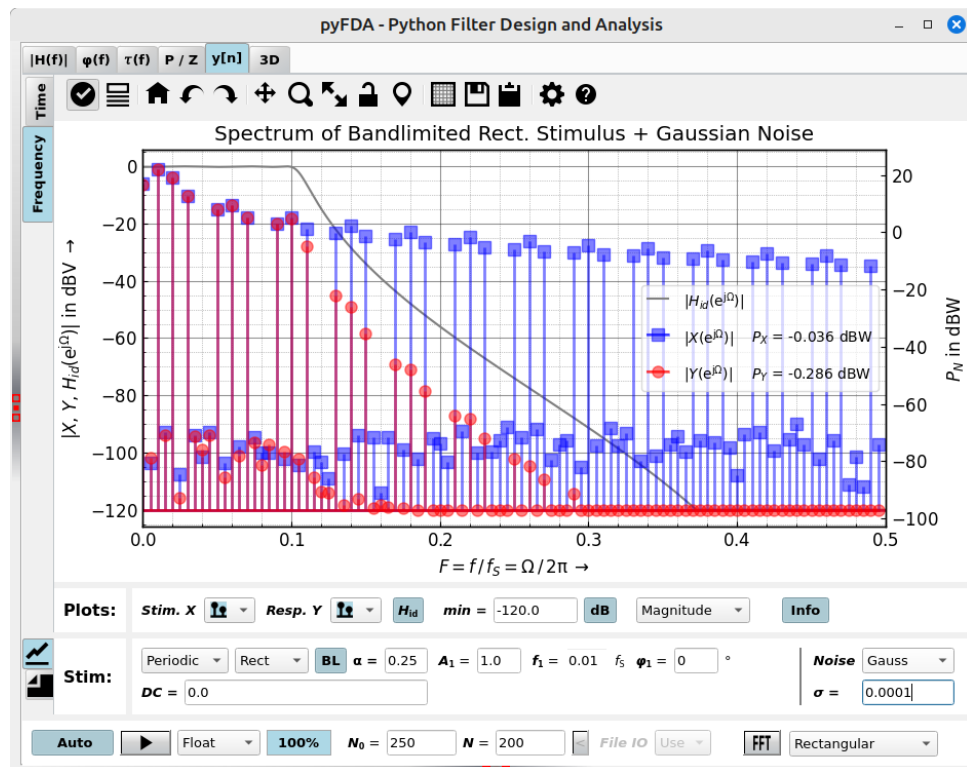 pyFDA - Python Filter Design and Analysis
|H(f)| φ(f) τ(f) P / Z y[n] 3D
Time
Frequency
Spectrum of Bandlimited Rect. Stimulus + Gaussian Noise
|X, Y, H_id(e^jΩ)| in dBV →
0
−20
−40
−60
−80
−100
−120
20
0
−20
−40
−60
−80
−100
P_N in dBW
|H_id(e^jΩ)|
|X(e^jΩ)| P_X = -0.036 dBW
|Y(e^jΩ)| P_Y = -0.286 dBW
0.0 0.1 0.2 0.3 0.4 0.5
F = f / f_S = Ω / 2π →
Plots: Stim. X Resp. Y H_id min = -120.0 dB Magnitude Info
Stim: Periodic Rect BL α = 0.25 A₁ = 1.0 f₁ = 0.01 f_S φ₁ = 0 ° Noise Gauss
DC = 0.0 σ = 0.0001
Auto Float 100% N₀ = 250 N = 200 < File IO Use FFT Rectangular